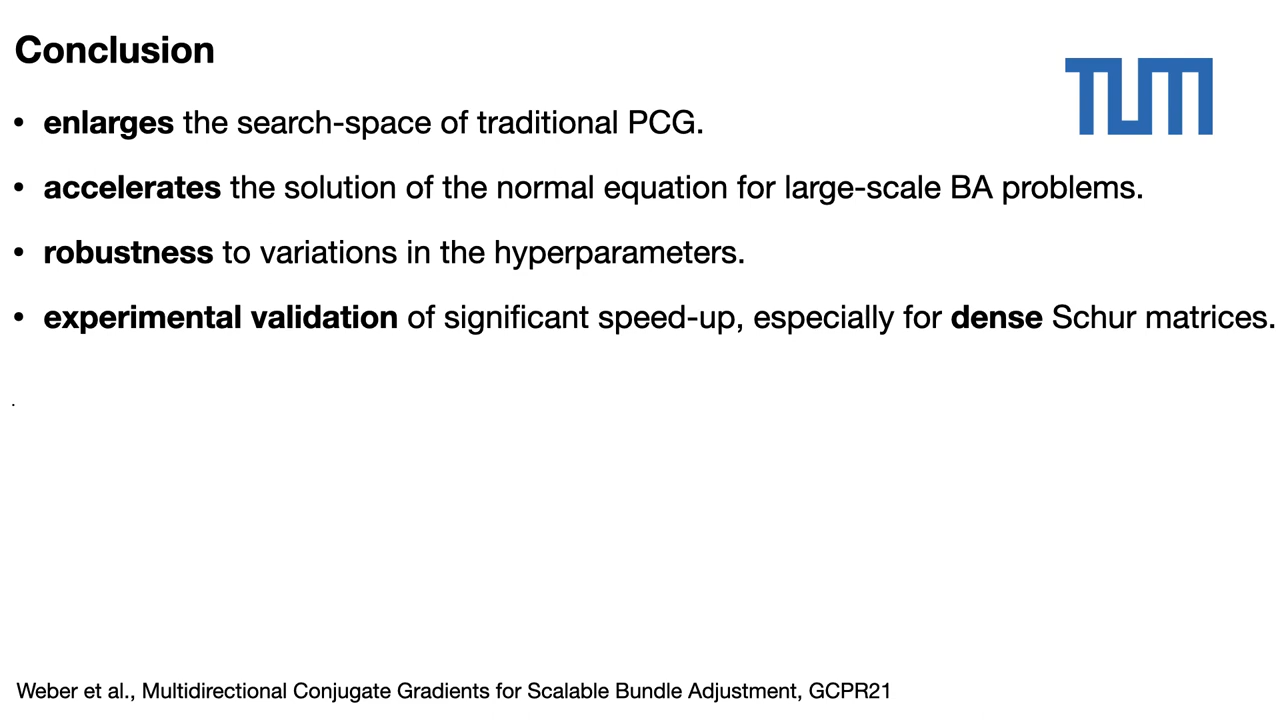 Conclusion
TUM
• enlarges the search-space of traditional PCG.
• accelerates the solution of the normal equation for large-scale BA problems.
• robustness to variations in the hyperparameters.
• experimental validation of significant speed-up, especially for dense Schur matrices.
.
Weber et al., Multidirectional Conjugate Gradients for Scalable Bundle Adjustment, GCPR21